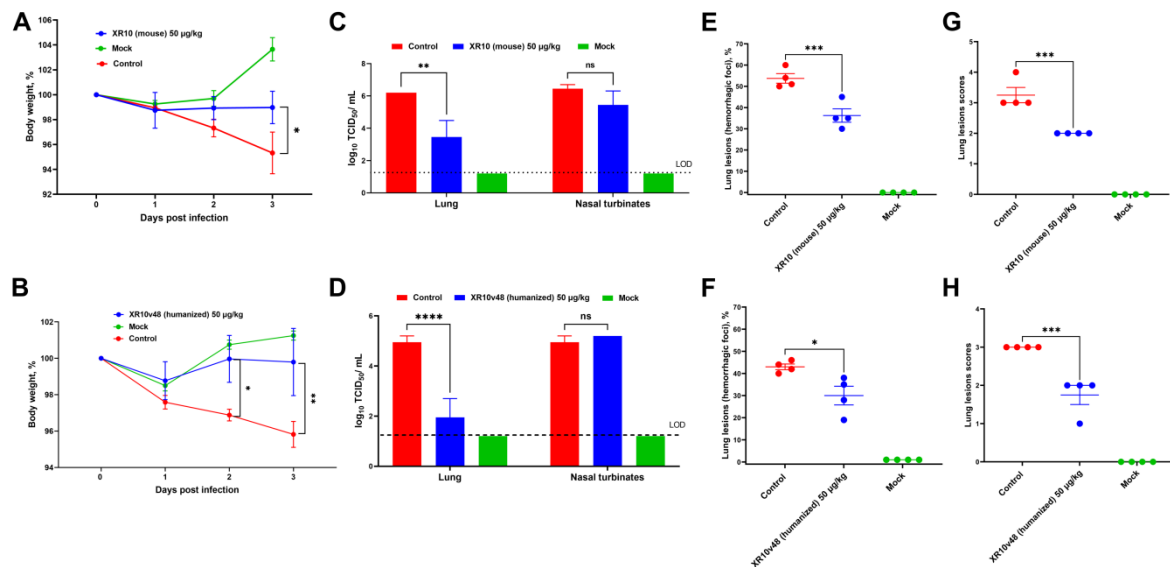 A
XR10 (mouse) 50 µg/kg
Mock
Control
*
Body weight, %
106
104
102
100
98
96
94
92
0 1 2 3
Days post infection
C
Control XR10 (mouse) 50 µg/kg Mock
** ns
log10 TCID50/ mL
10
8
6
4
2
0
LOD
Lung Nasal turbinates
E
***
Lung lesions (hemorrhagic foci), %
70
60
50
40
30
20
10
0
Control
XR10 (mouse) 50 µg/kg
Mock
G
***
Lung lesions scores
5
4
3
2
1
0
Control
XR10 (mouse) 50 µg/kg
Mock
B
XR10v48 (humanized) 50 µg/kg
Mock
Control
*
**
Body weight, %
102
100
98
96
94
0 1 2 3
Days post infection
D
Control XR10v48 (humanized) 50 µg/kg Mock
**** ns
log10 TCID50/ mL
6
4
2
0
LOD
Lung Nasal turbinates
F
*
Lung lesions (hemorrhagic foci), %
70
60
50
40
30
20
10
0
Control
XR10v48 (humanized) 50 µg/kg
Mock
H
***
Lung lesions scores
4
3
2
1
0
Control
XR10v48 (humanized) 50 µg/kg
Mock